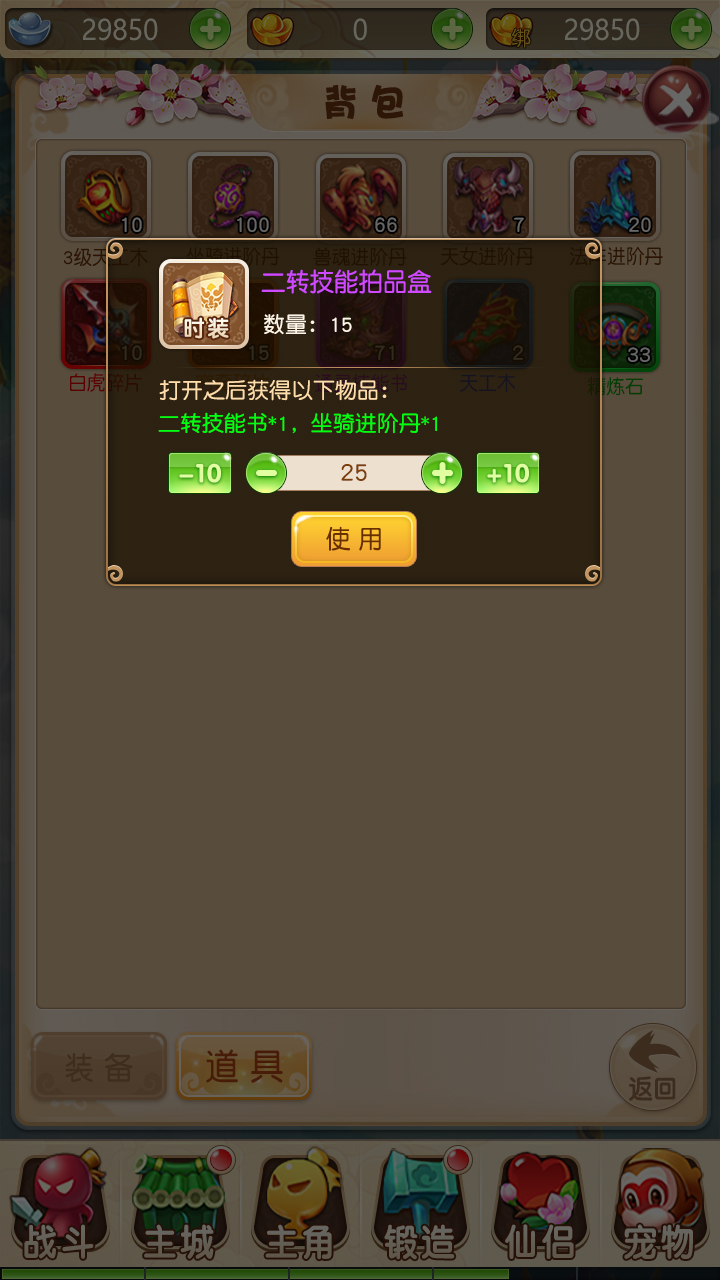 29850
0
绑
29850
背包
10
100
66
7
20
3级天工木
坐骑进阶丹
兽魂进阶丹
天女进阶丹
法阵进阶丹
二转技能拍品盒
时装
数量：15
10
15
71
2
33
白虎碎片
天工木
精炼石
打开之后获得以下物品：
二转技能书*1，坐骑进阶丹*1
-10
25
+10
使用
装备
道具
返回
战斗
主城
主角
锻造
仙侣
宠物